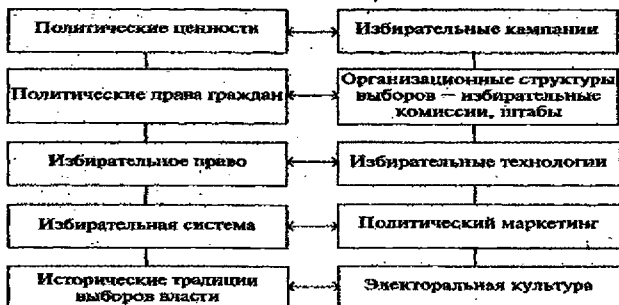 Политические ценности
Избирательные кампании
Политические права граждан
Организационные структуры
выборов — избирательные
комиссии, штабы
Избирательное право
Избирательные технологии
Избирательная система
Политический маркетинг
Исторические традиции
выборов власти
Электоральная культура